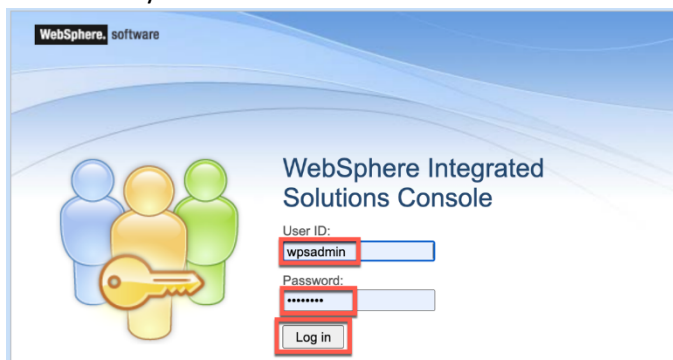 WebSphere. software
WebSphere Integrated
Solutions Console
User ID:
wpsadmin
Password:
••••••••
Log in